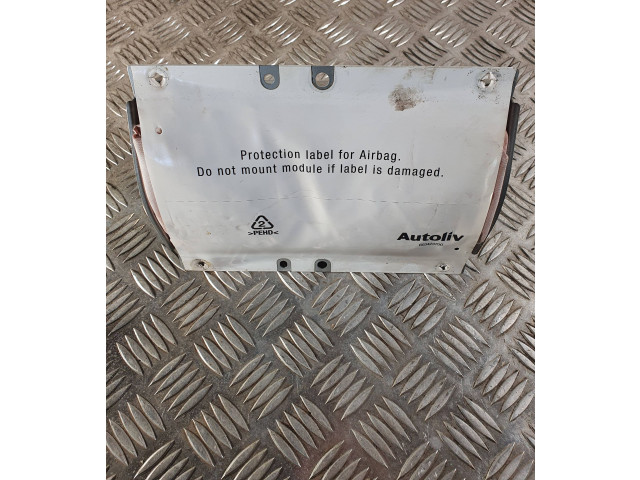 Protection label for Airbag.
Do not mount module if label is damaged.
2
>PEHD<
Autoliv